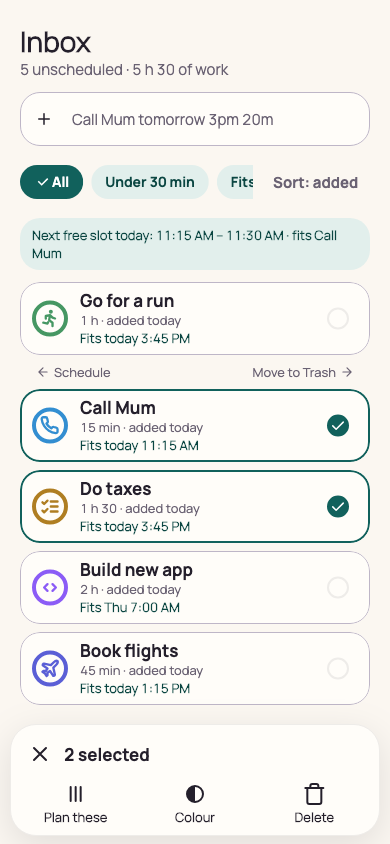 Inbox
5 unscheduled · 5 h 30 of work
Call Mum tomorrow 3pm 20m
All
Under 30 min
Fits
Sort: added
Next free slot today: 11:15 AM – 11:30 AM · fits Call
Mum
Go for a run
1 h · added today
Fits today 3:45 PM
← Schedule
Move to Trash →
Call Mum
15 min · added today
Fits today 11:15 AM
Do taxes
1 h 30 · added today
Fits today 3:45 PM
Build new app
2 h · added today
Fits Thu 7:00 AM
Book flights
45 min · added today
Fits today 1:15 PM
2 selected
Plan these
Colour
Delete